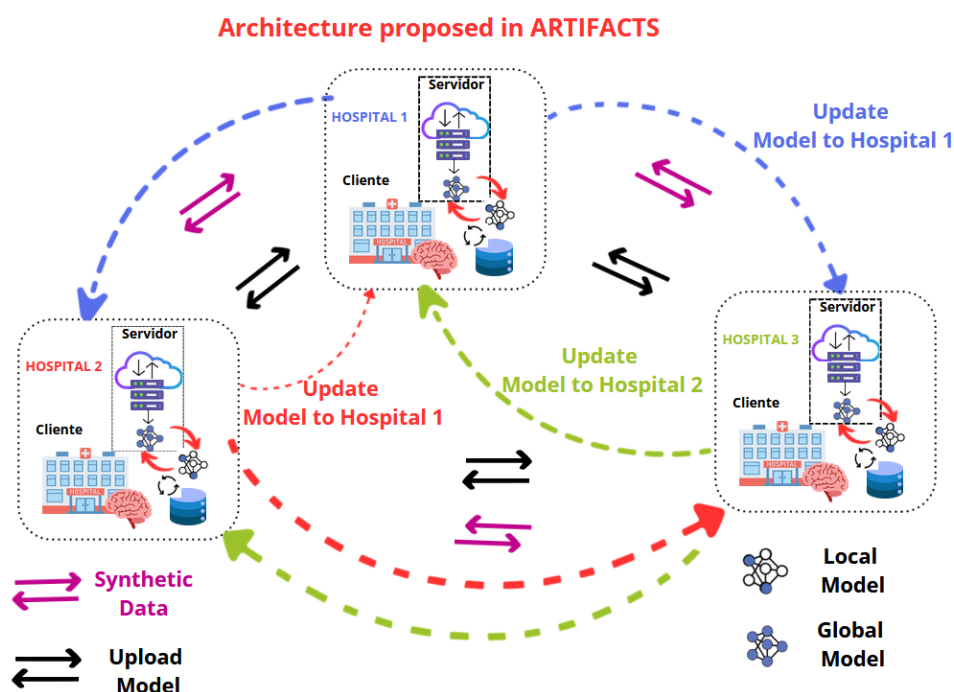 Architecture proposed in ARTIFACTS
Servidor
HOSPITAL 1
Cliente
HOSPITAL
Update
Model to Hospital 1
Servidor
HOSPITAL 2
Cliente
HOSPITAL
Update
Model to Hospital 1
Update
Model to Hospital 2
Servidor
HOSPITAL 3
Cliente
HOSPITAL
Synthetic
Data
Upload
Model
Local
Model
Global
Model